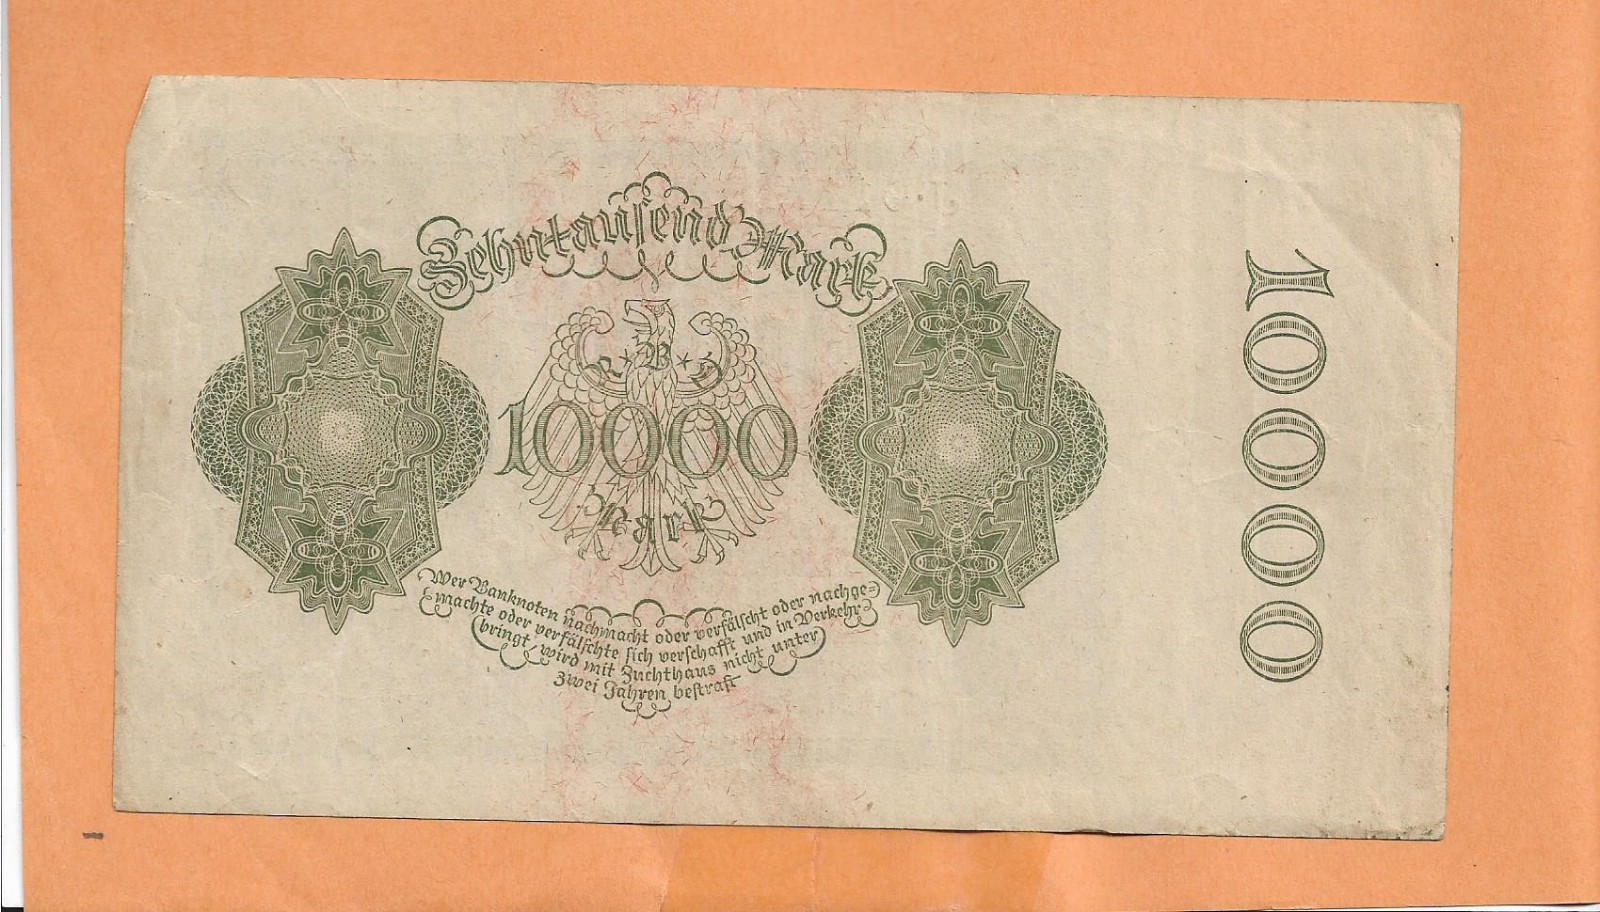 Zehntausend Mark
R * B * D
10000
Mark
Wer Banknoten nachmacht oder verfälscht oder nachge=
machte oder verfälschte sich verschafft und in Verkehr
bringt, wird mit Zuchthaus nicht unter
zwei Jahren bestraft
10000